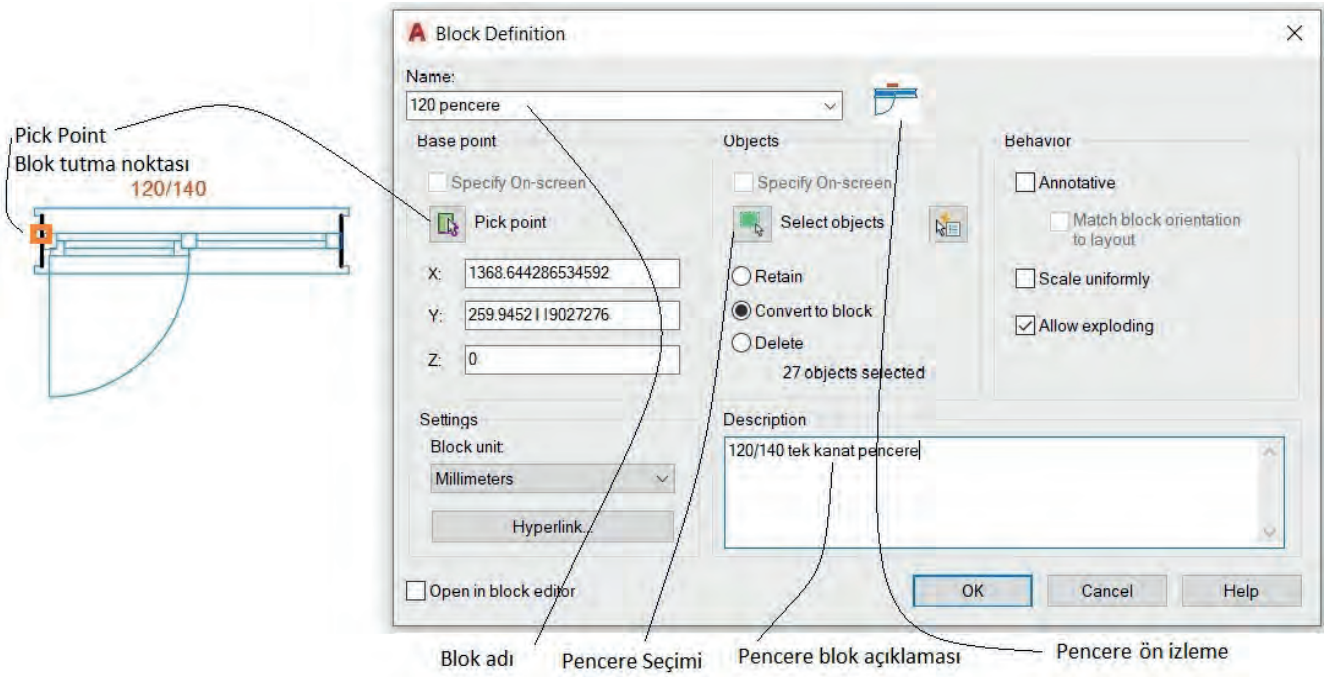 Block Definition
Name:
120 pencere
Pick Point
Blok tutma noktası
120/140
Base point
Specify On-screen
Pick point
X: 1368.644286534592
Y: 259.94521119027276
Z: 0
Objects
Specify On-screen
Select objects
Retain
Convert to block
Delete
27 objects selected
Behavior
Annotative
Match block orientation
to layout
Scale uniformly
Allow exploding
Settings
Block unit:
Millimeters
Hyperlink...
Description
120/140 tek kanat pencere
Open in block editor
OK
Cancel
Help
Blok adı
Pencere Seçimi
Pencere blok açıklaması
Pencere ön izleme